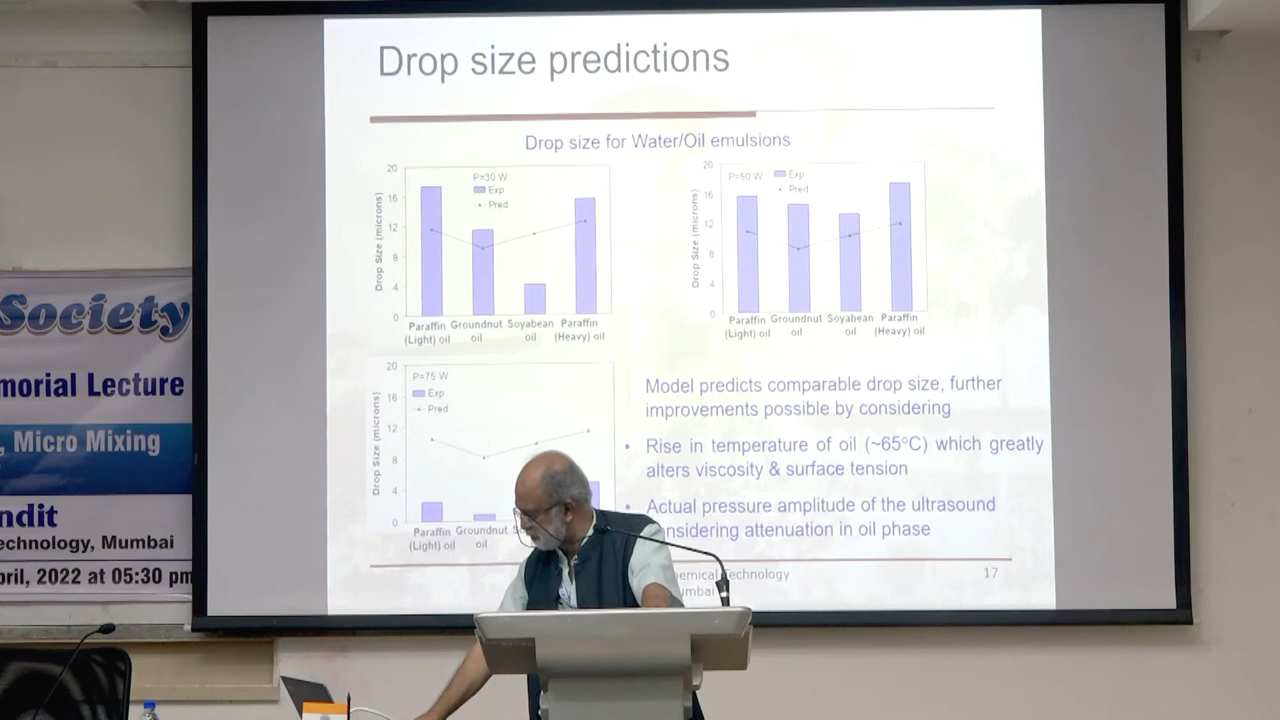 Drop size predictions
Drop size for Water/Oil emulsions
20
16
12
8
4
0
Drop Size (microns)
P=30 W
Exp
Pred
Paraffin Groundnut Soyabean Paraffin
(Light) oil oil oil (Heavy) oil
20
16
12
8
4
0
Drop Size (microns)
P=50 W
Exp
Pred
Paraffin Groundnut Soyabean Paraffin
(Light) oil oil oil (Heavy) oil
20
16
12
8
4
0
Drop Size (microns)
P=75 W
Exp
Pred
Paraffin Groundnut
(Light) oil oil
Model predicts comparable drop size, further
improvements possible by considering
• Rise in temperature of oil (~65°C) which greatly
alters viscosity & surface tension
• Actual pressure amplitude of the ultrasound
considering attenuation in oil phase
Technology
17
Society
Lecture
, Micro Mixing
Mumbai
2022 at 05:30 pm